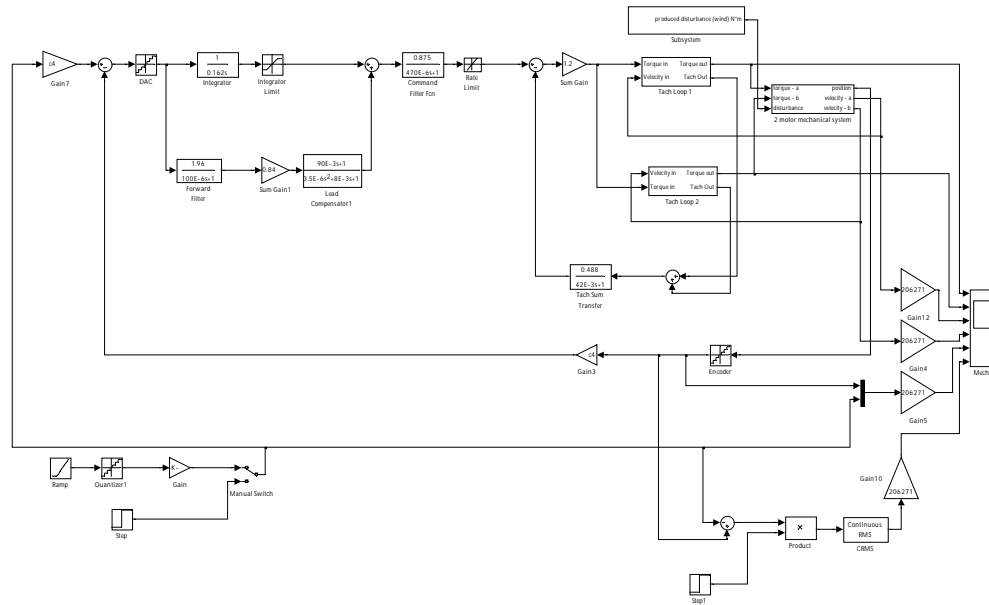 produced disturbance (wind) N*m
Subsystem
c4
Gain7
DAC
1
0.162s
Integrator
Integrator
Limit
0.875
470E-6s+1
Command
Filter Fcn
Rate
Limit
1.2
Sum Gain
Torque in
Torque out
Velocity in
Tach Out
Tach Loop 1
torque - a
position
torque - b
velocity - a
disturbance
velocity - b
2 motor mechanical system
1.96
100E-6s+1
Forward
Filter
0.84
Sum Gain1
90E-3s+1
3.5E-6s²+8E-3s+1
Lead
Compensator1
Velocity in
Torque out
Torque in
Tach Out
Tach Loop 2
0.488
42E-3s+1
Tach Sum
Transfer
206271
Gain12
206271
Gain4
c4
Gain3
Encoder
Mech
206271
Gain5
Ramp
Quantizer1
K-
Gain
Manual Switch
Step
Gain10
206271
×
Product
Continuous
RMS
CRMS
Step1